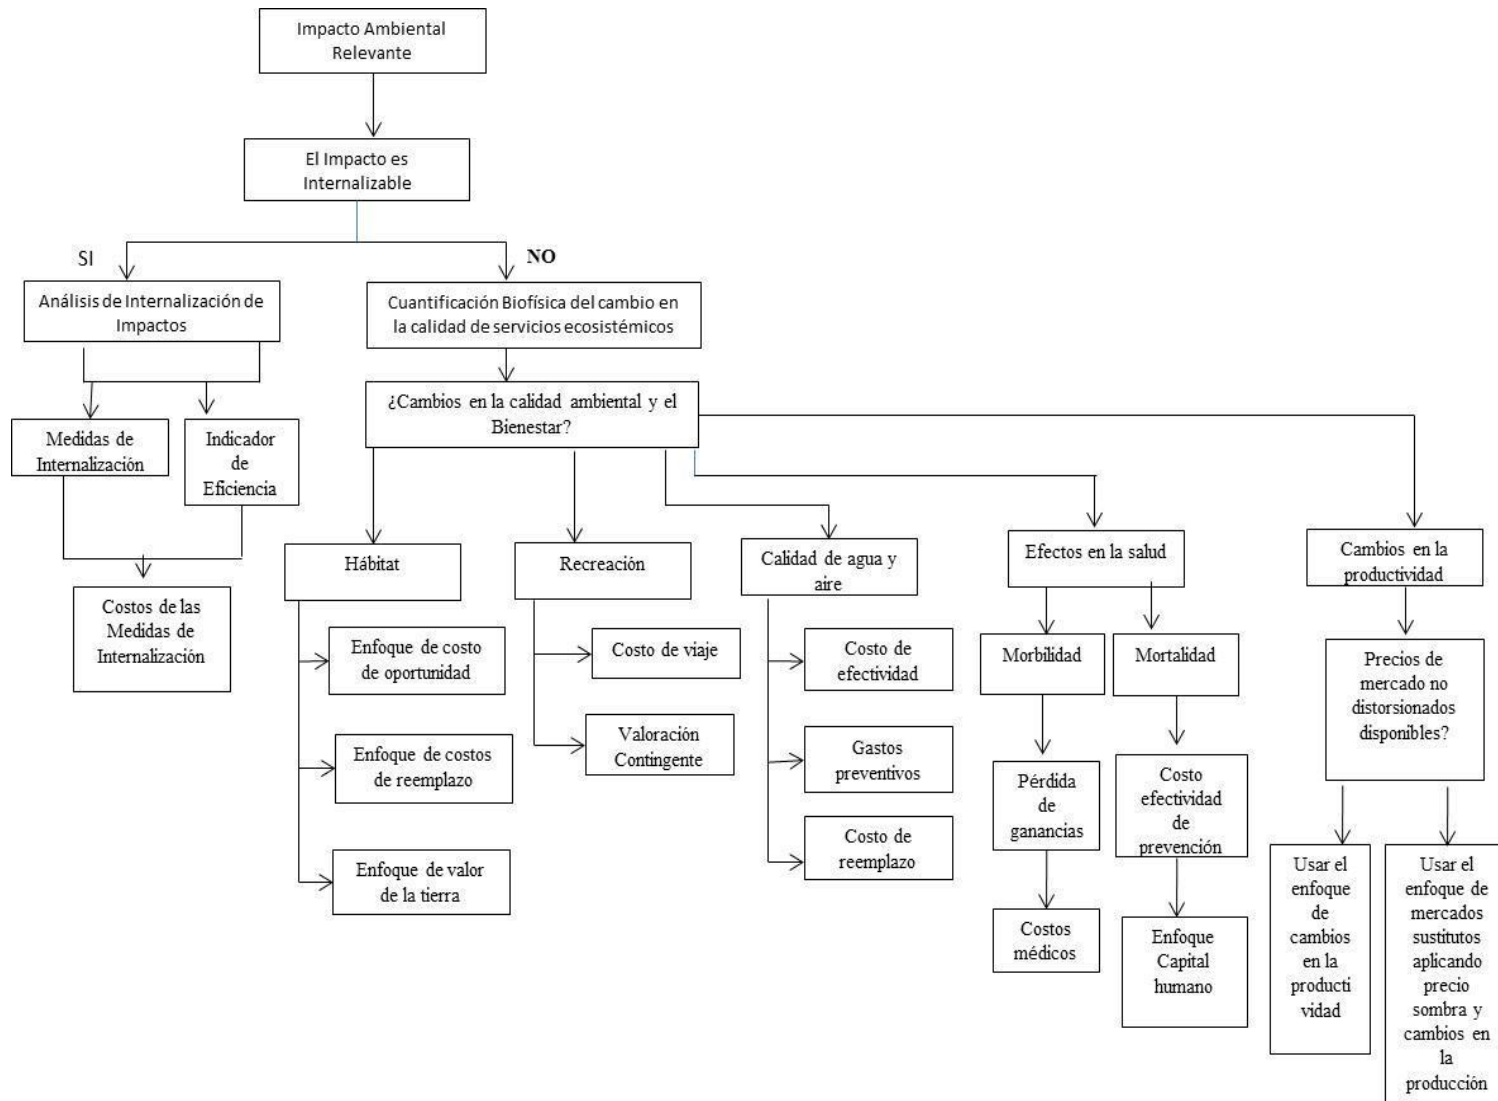 Impacto Ambiental
Relevante
El Impacto es
Internalizable
SI
NO
Análisis de Internalización de
Impactos
Cuantificación Biofísica del cambio en
la calidad de servicios ecosistémicos
¿Cambios en la calidad ambiental y el
Bienestar?
Medidas de
Internalización
Indicador
de
Eficiencia
Costos de las
Medidas de
Internalización
Hábitat
Recreación
Calidad de agua y
aire
Efectos en la salud
Cambios en la
productividad
Enfoque de costo
de oportunidad
Enfoque de costos
de reemplazo
Enfoque de valor
de la tierra
Costo de viaje
Valoración
Contingente
Costo de
efectividad
Gastos
preventivos
Costo de
reemplazo
Morbilidad
Mortalidad
Pérdida
de
ganancias
Costo
efectividad
de
prevención
Costos
médicos
Enfoque
Capital
humano
Precios de
mercado no
distorsionados
disponibles?
Usar el
enfoque
de
cambios
en la
producti
vidad
Usar el
enfoque de
mercados
sustitutos
aplicando
precio
sombra y
cambios en
la
producción